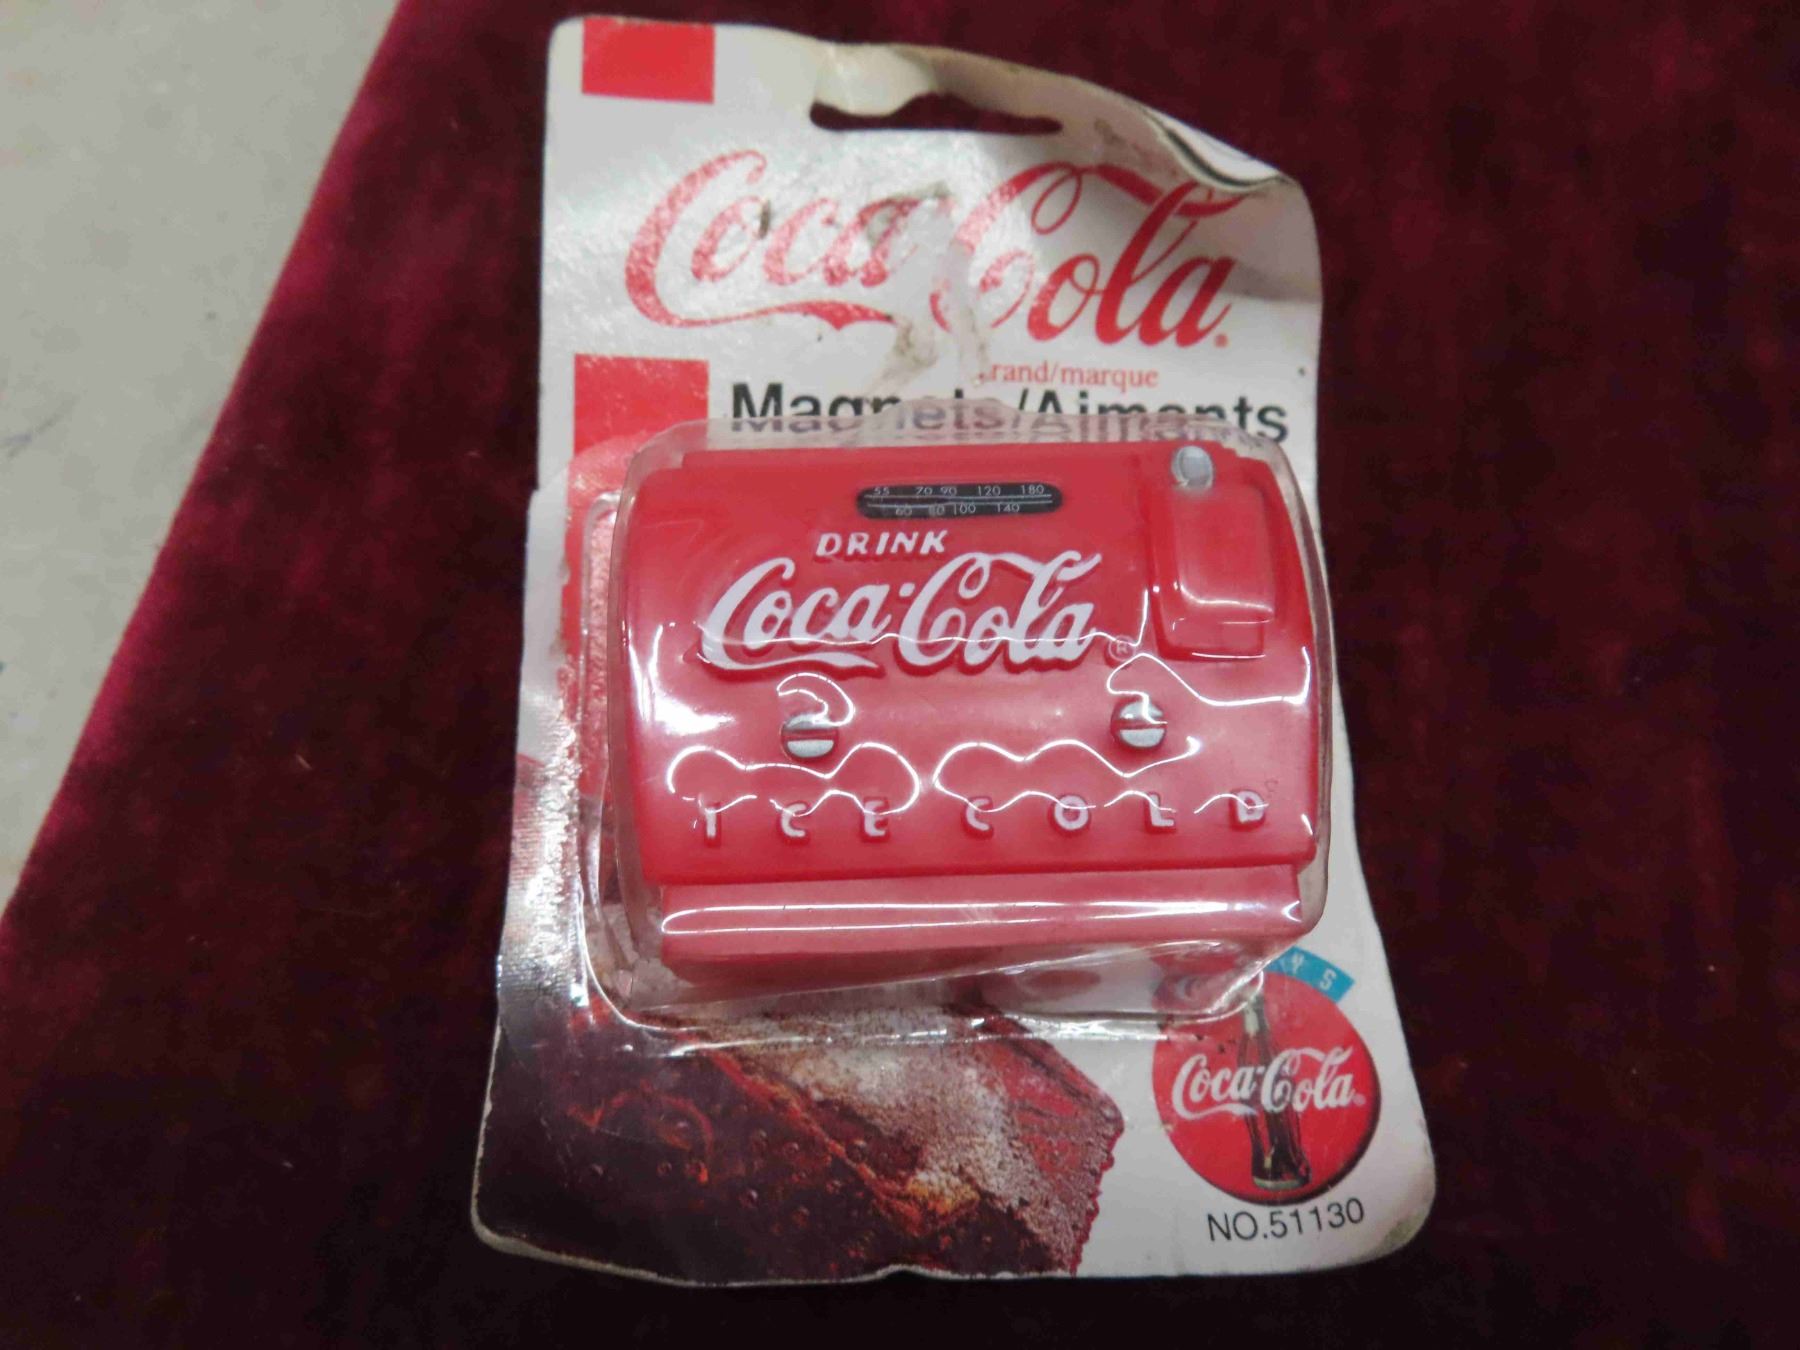 Coca-Cola.
rand/marque
Magnets/Aimants
55 70 90 120 180
60 80 100 140
DRINK
Coca-Cola ®
ICE COLD
Coca-Cola.
NO.51130